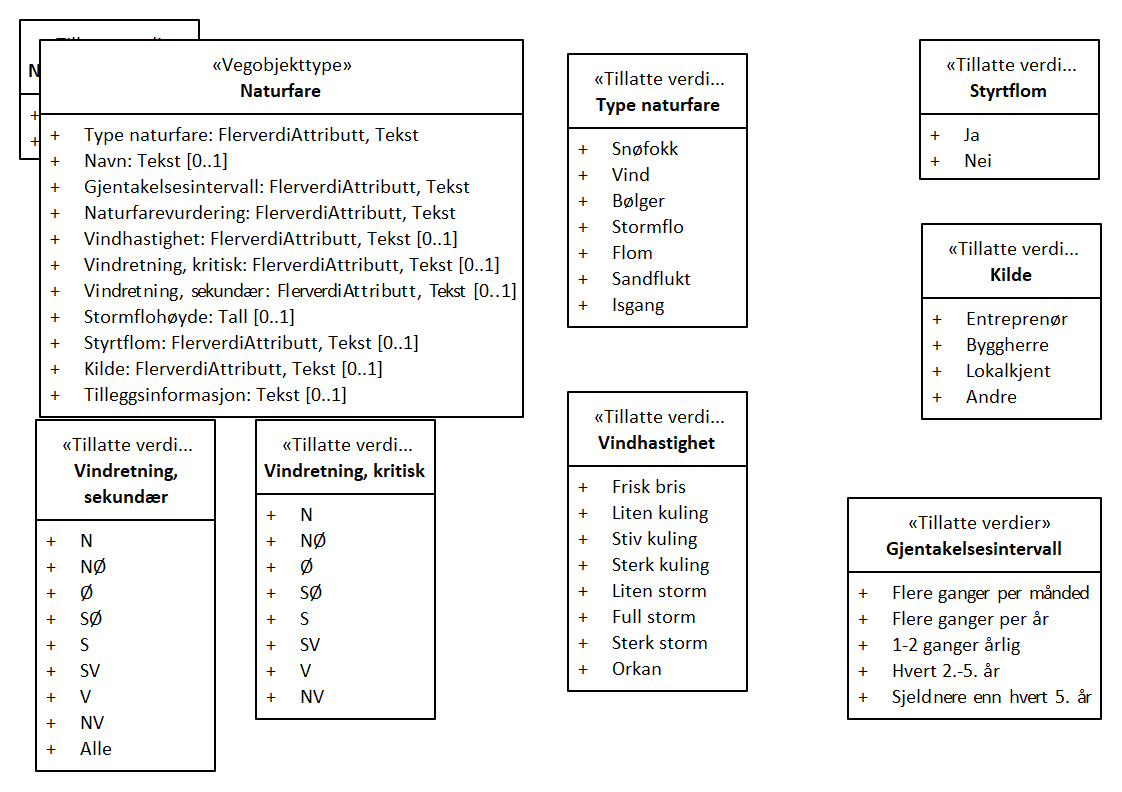 «Vegobjekttype»
Naturfare
+ Type naturfare: FlerverdiAttributt, Tekst
+ Navn: Tekst [0..1]
+ Gjentakelsesintervall: FlerverdiAttributt, Tekst
+ Naturfarevurdering: FlerverdiAttributt, Tekst
+ Vindhastighet: FlerverdiAttributt, Tekst [0..1]
+ Vindretning, kritisk: FlerverdiAttributt, Tekst [0..1]
+ Vindretning, sekundær: FlerverdiAttributt, Tekst [0..1]
+ Stormflohøyde: Tall [0..1]
+ Styrtflom: FlerverdiAttributt, Tekst [0..1]
+ Kilde: FlerverdiAttributt, Tekst [0..1]
+ Tilleggsinformasjon: Tekst [0..1]
«Tillatte verdi...
Type naturfare
+ Snøfokk
+ Vind
+ Bølger
+ Stormflo
+ Flom
+ Sandflukt
+ Isgang
«Tillatte verdi...
Styrtflom
+ Ja
+ Nei
«Tillatte verdi...
Kilde
+ Entreprenør
+ Byggherre
+ Lokalkjent
+ Andre
«Tillatte verdi...
Vindretning,
sekundær
+ N
+ NØ
+ Ø
+ SØ
+ S
+ SV
+ V
+ NV
+ Alle
«Tillatte verdi...
Vindretning, kritisk
+ N
+ NØ
+ Ø
+ SØ
+ S
+ SV
+ V
+ NV
«Tillatte verdi...
Vindhastighet
+ Frisk bris
+ Liten kuling
+ Stiv kuling
+ Sterk kuling
+ Liten storm
+ Full storm
+ Sterk storm
+ Orkan
«Tillatte verdier»
Gjentakelsesintervall
+ Flere ganger per måned
+ Flere ganger per år
+ 1-2 ganger årlig
+ Hvert 2.-5. år
+ Sjeldnere enn hvert 5. år